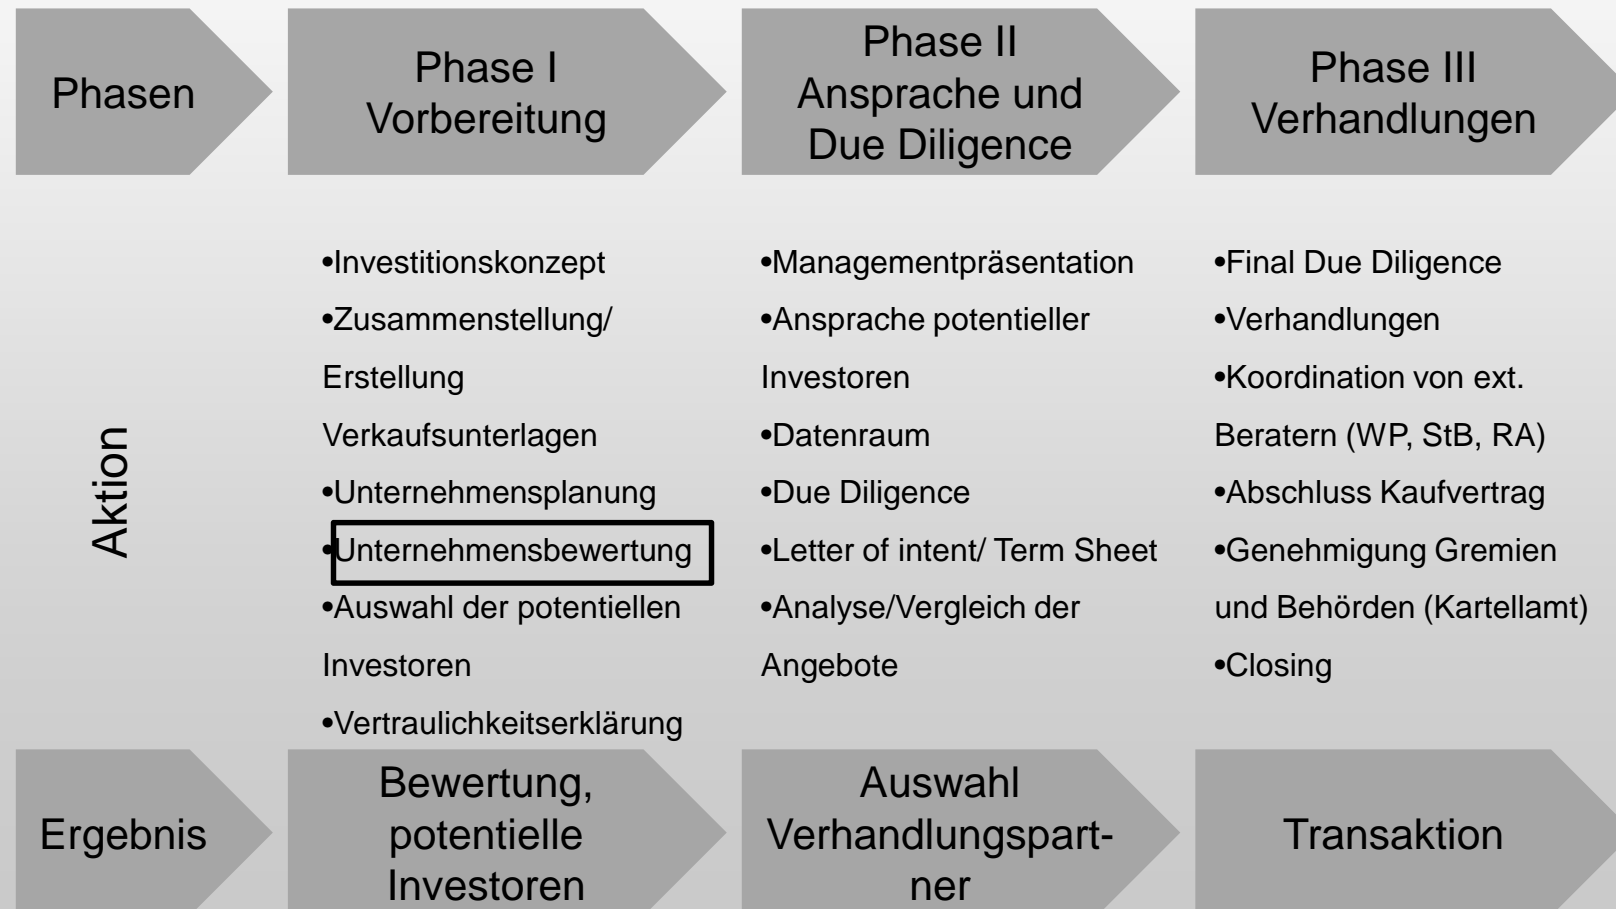 Phasen
Phase I
Vorbereitung
Phase II
Ansprache und
Due Diligence
Phase III
Verhandlungen
Aktion
•Investitionskonzept
•Zusammenstellung/
Erstellung
Verkaufsunterlagen
•Unternehmensplanung
•Unternehmensbewertung
•Auswahl der potentiellen
Investoren
•Vertraulichkeitserklärung
•Managementpräsentation
•Ansprache potentieller
Investoren
•Datenraum
•Due Diligence
•Letter of intent/ Term Sheet
•Analyse/Vergleich der
Angebote
•Final Due Diligence
•Verhandlungen
•Koordination von ext.
Beratern (WP, StB, RA)
•Abschluss Kaufvertrag
•Genehmigung Gremien
und Behörden (Kartellamt)
•Closing
Ergebnis
Bewertung,
potentielle
Investoren
Auswahl
Verhandlungspart-
ner
Transaktion